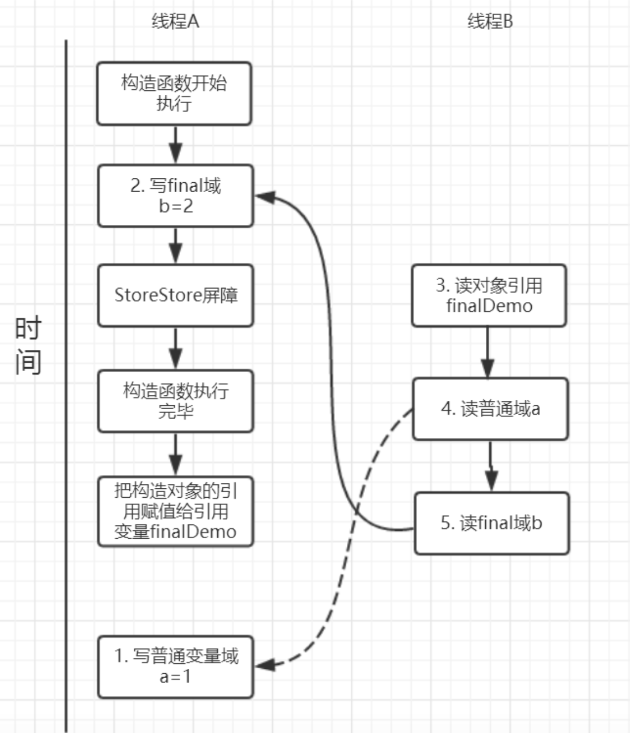 线程A
线程B
构造函数开始
执行
2. 写final域
b=2
StoreStore屏障
3. 读对象引用
finalDemo
时
间
构造函数执行
完毕
4. 读普通域a
把构造对象的引
用赋值给引用
变量finalDemo
5. 读final域b
1. 写普通变量域
a=1